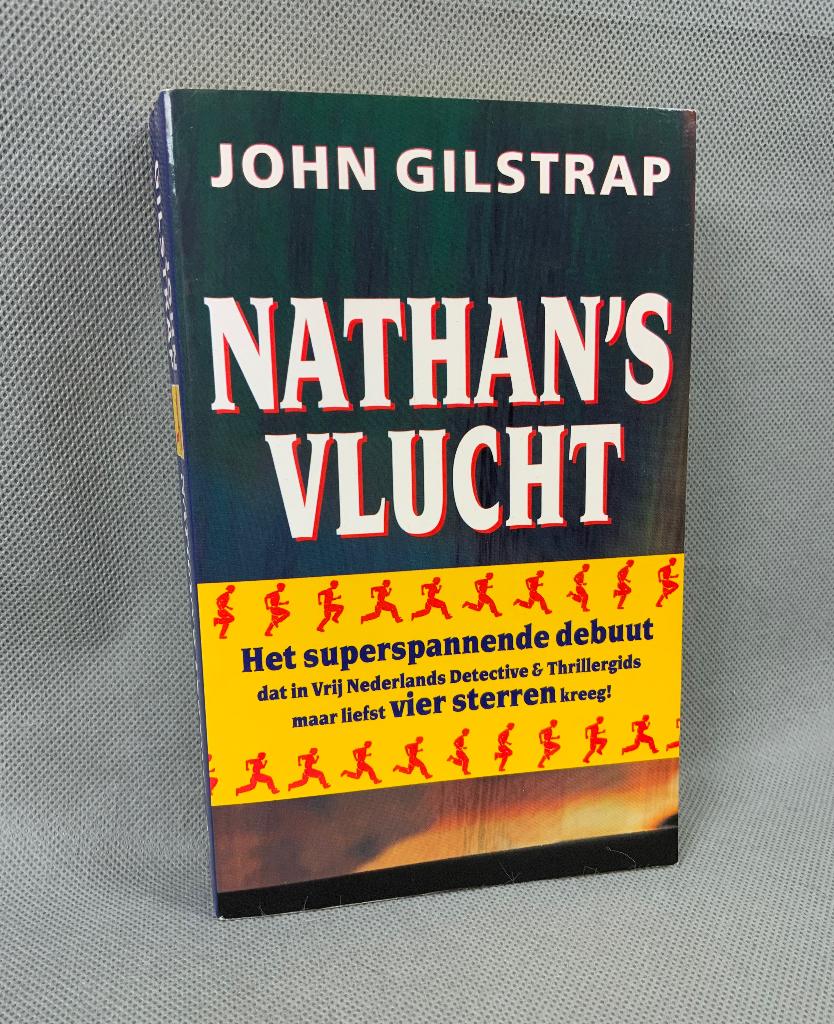 JOHN GILSTRAP
NATHAN'S
VLUCHT
Het superspannende debuut
dat in Vrij Nederlands Detective & Thrillergids
maar liefst vier sterren kreeg!